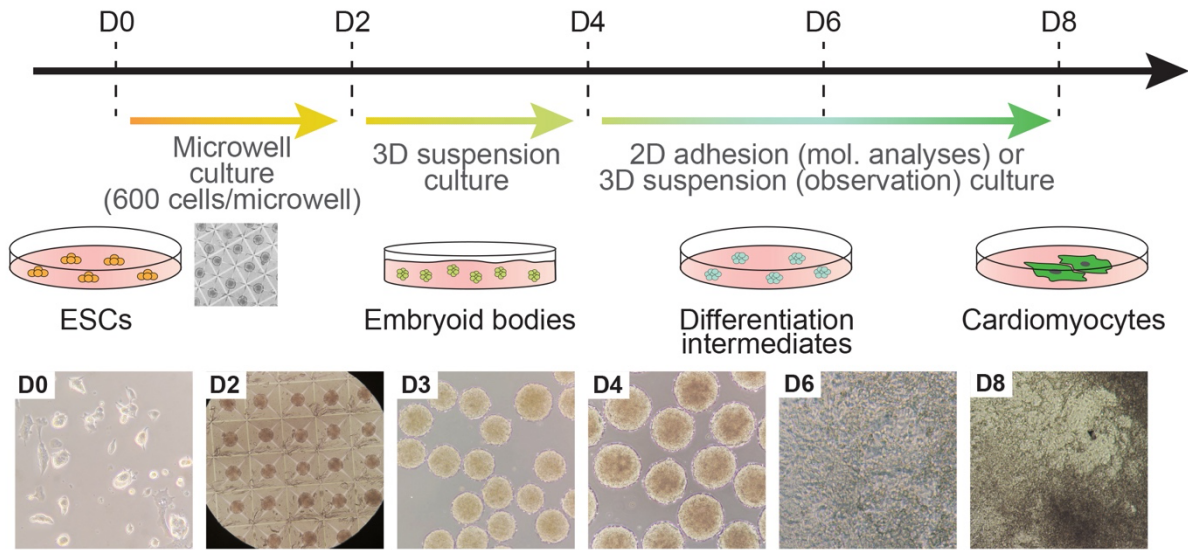 D0 D2 D4 D6 D8
Microwell
culture
(600 cells/microwell)
3D suspension
culture
2D adhesion (mol. analyses) or
3D suspension (observation) culture
ESCs
Embryoid bodies
Differentiation
intermediates
Cardiomyocytes
D0 D2 D3 D4 D6 D8